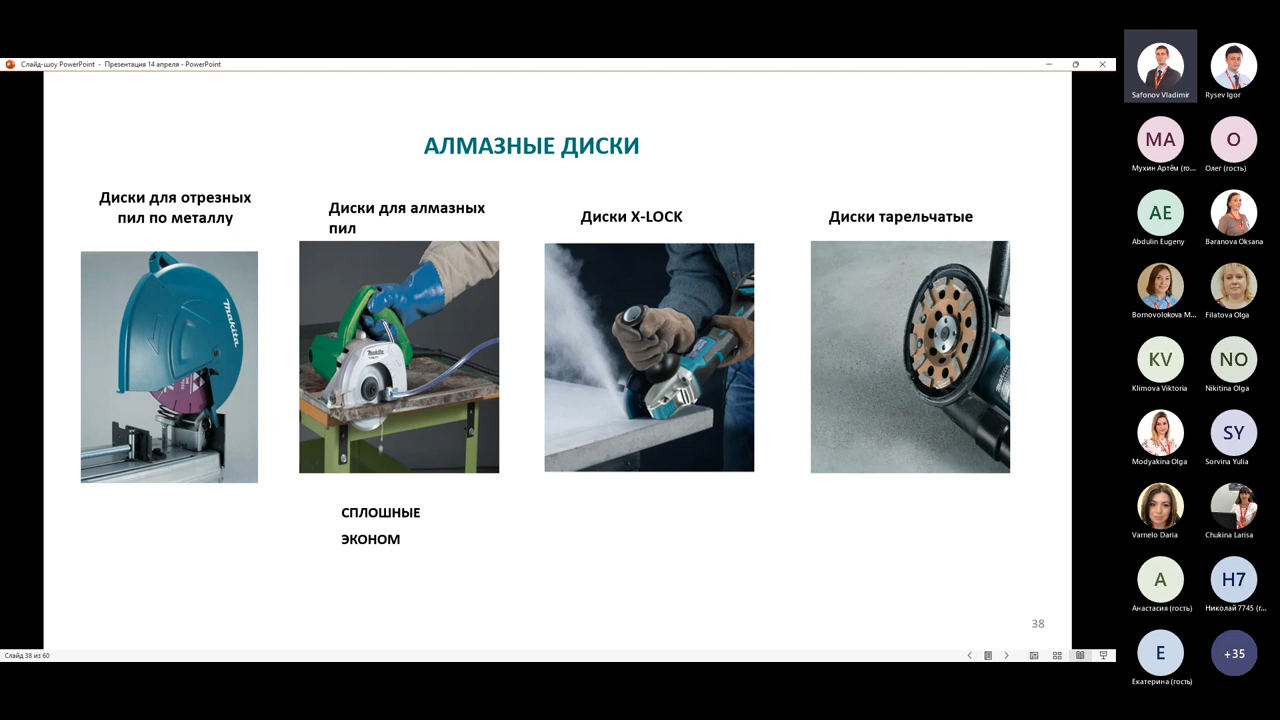 Слайд-шоу PowerPoint - Презентация 14 апреля - PowerPoint
АЛМАЗНЫЕ ДИСКИ
Диски для отрезных
пил по металлу
Диски для алмазных
пил
Диски X-LOCK
Диски тарельчатые
makita
Makita
СПЛОШНЫЕ
ЭКОНОМ
38
Слайд 38 из 60
Safonov Vladimir
Rysev Igor
MA
Мухин Артём (го...
О
Олег (гость)
AE
Abdulin Eugeny
Baranova Oksana
Bornovolokova M...
Filatova Olga
KV
Klimova Viktoria
NO
Nikitina Olga
Modyakina Olga
SY
Sorvina Yulia
Varnelo Daria
Chukina Larisa
А
Анастасия (гость)
Н7
Николай 7745 (г...
Е
Екатерина (гость)
+35